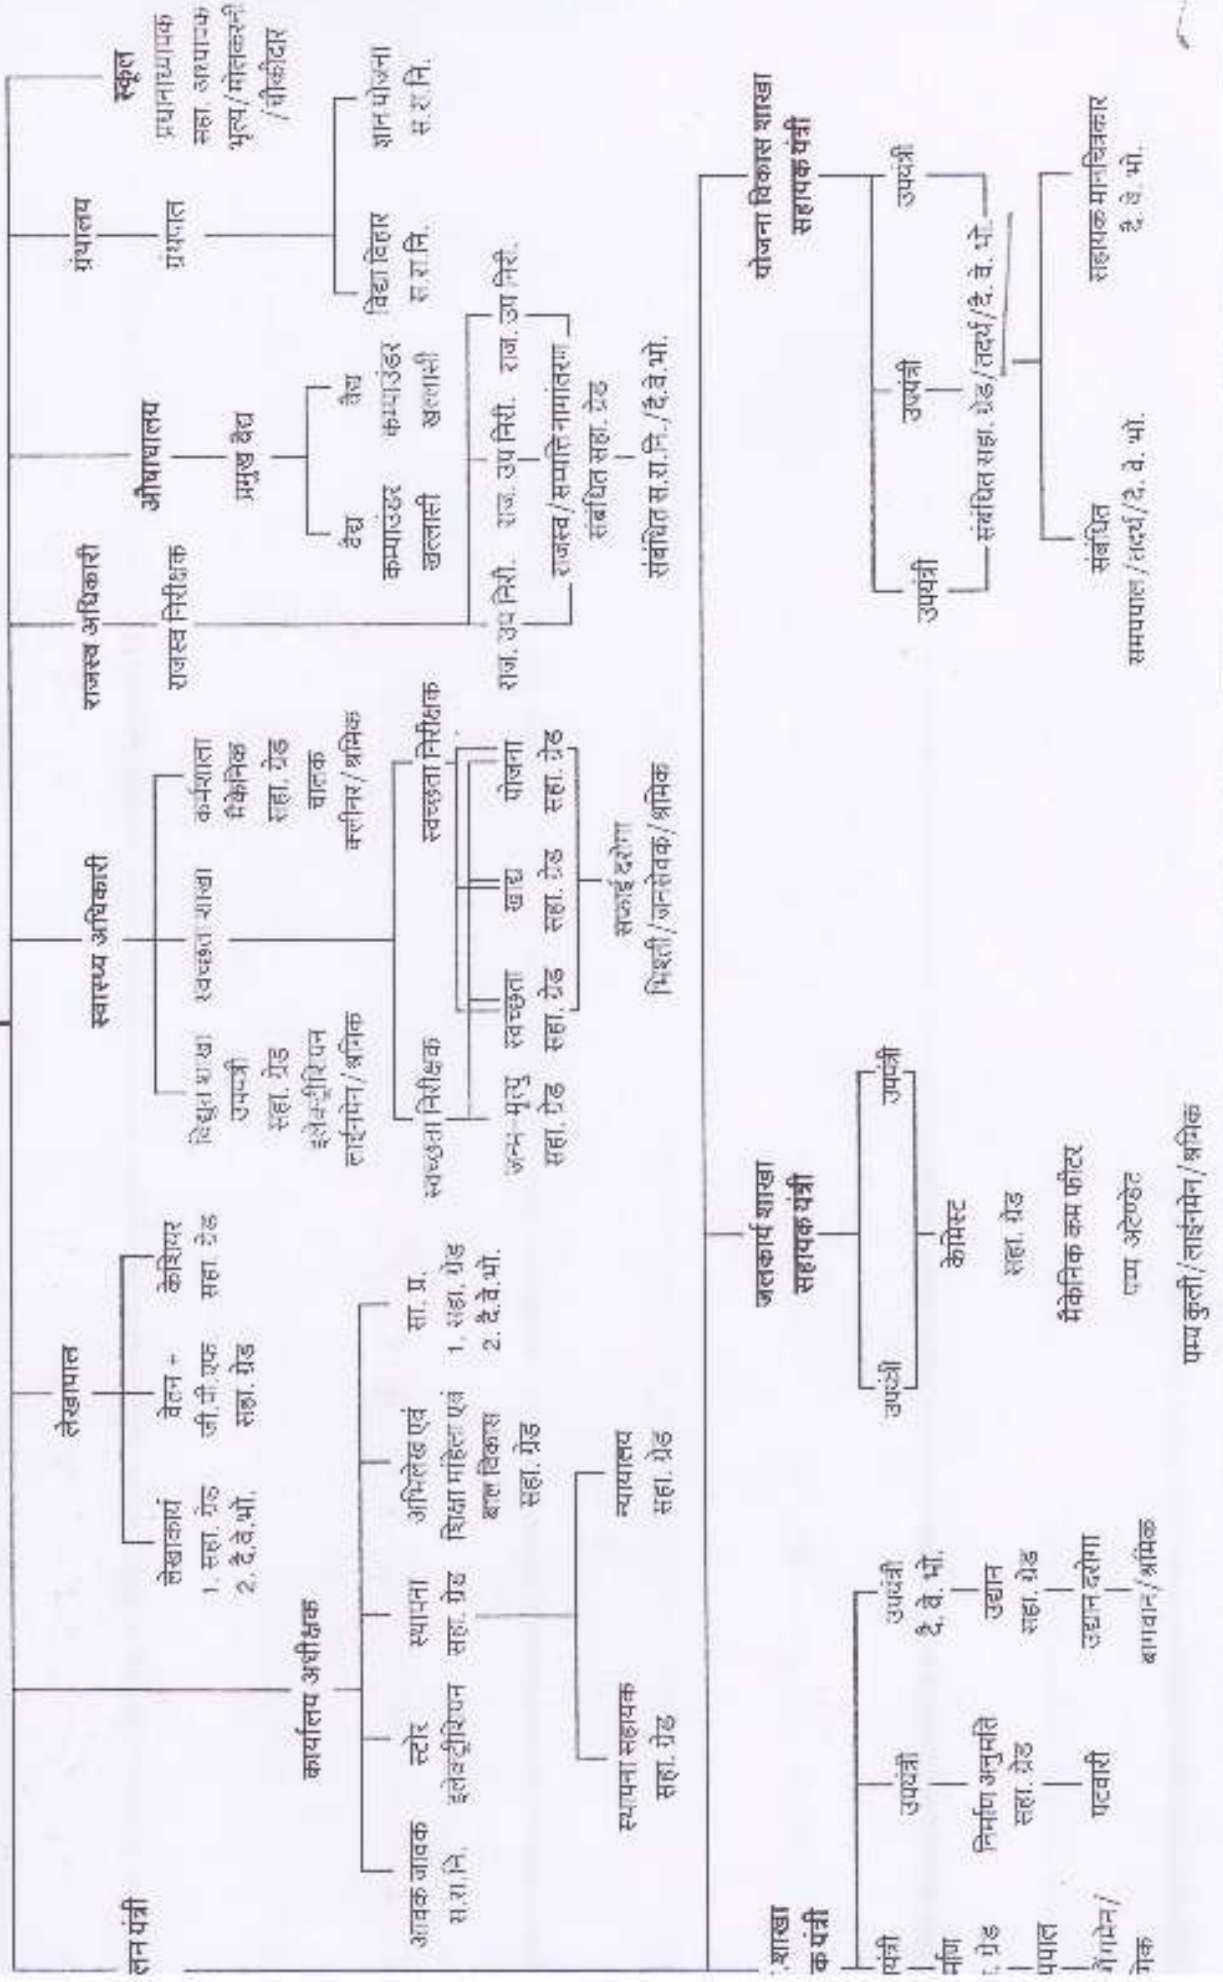 लन यंत्री
लेखापाल
लेखाकार्य
1. सहा. ग्रेड
2. दै.वे.भो.
वेतन +
जी.पी.एफ
सहा. ग्रेड
केशियर
सहा. ग्रेड
कार्यालय अधीक्षक
आवक जावक
स.रा.नि.
स्टोर
इलेक्ट्रीशियन
स्थापना
सहा. ग्रेड
अभिलेख एवं
शिक्षा महिला एवं
बाल विकास
सहा. ग्रेड
सा. प्र.
1. सहा. ग्रेड
2. दै.वे.भो.
स्थापना सहायक
सहा. ग्रेड
न्यायालय
सहा. ग्रेड
स्वास्थ्य अधिकारी
विद्युत शाखा
उपयंत्री
सहा. ग्रेड
इलेक्ट्रीशियन
लाईनमेन/श्रमिक
स्वच्छता शाखा
कर्मशाला
मैकेनिक
सहा. ग्रेड
चालक
क्लीनर/श्रमिक
स्वच्छता निरीक्षक
स्वच्छता निरीक्षक
जन्म-मृत्यु
सहा. ग्रेड
स्वच्छता
सहा. ग्रेड
खाद्य
सहा. ग्रेड
योजना
सहा. ग्रेड
सफाई दरोगा
भिश्ती/जनसेवक/श्रमिक
राजस्व अधिकारी
राजस्व निरीक्षक
राज. उप निरी.
राज. उप निरी.
राज. उप निरी.
राजस्व/सम्पत्ति नामांतरण
संबंधित सहा. ग्रेड
संबंधित स.रा.नि./दै.वे.भो.
औषधालय
प्रमुख वैद्य
वैद्य
कम्पाउंडर
खल्लासी
वैद्य
कम्पाउंडर
खल्लासी
ग्रंथालय
ग्रंथपाल
विद्या विहार
स.रा.नि.
ज्ञान योजना
स.रा.नि.
स्कूल
प्रधानाध्यापक
सहा. अध्यापक
भृत्य/
/चौकीदार
शाखा
क यंत्री
यंत्री
र्माण
ग्रेड
पपाल
गेंगमेन/
मिक
उपयंत्री
निर्माण अनुमति
सहा. ग्रेड
पटवारी
उपयंत्री
दै. वे. भो.
उद्यान
सहा. ग्रेड
उद्यान दरोगा
बागवान/श्रमिक
जलकार्य शाखा
सहायक यंत्री
उपयंत्री
उपयंत्री
केमिस्ट
सहा. ग्रेड
मैकेनिक कम फीटर
पम्प अटेण्डेंट
पम्प कुली/लाईनमेन/श्रमिक
योजना विकास शाखा
सहायक यंत्री
उपयंत्री
उपयंत्री
उपयंत्री
संबंधित सहा. ग्रेड/तदर्थ/दै. वे. भो.
संबंधित
समयपाल/तदर्थ/दै. वे. भो.
सहायक मानचित्रकार
दै. वे. भो.